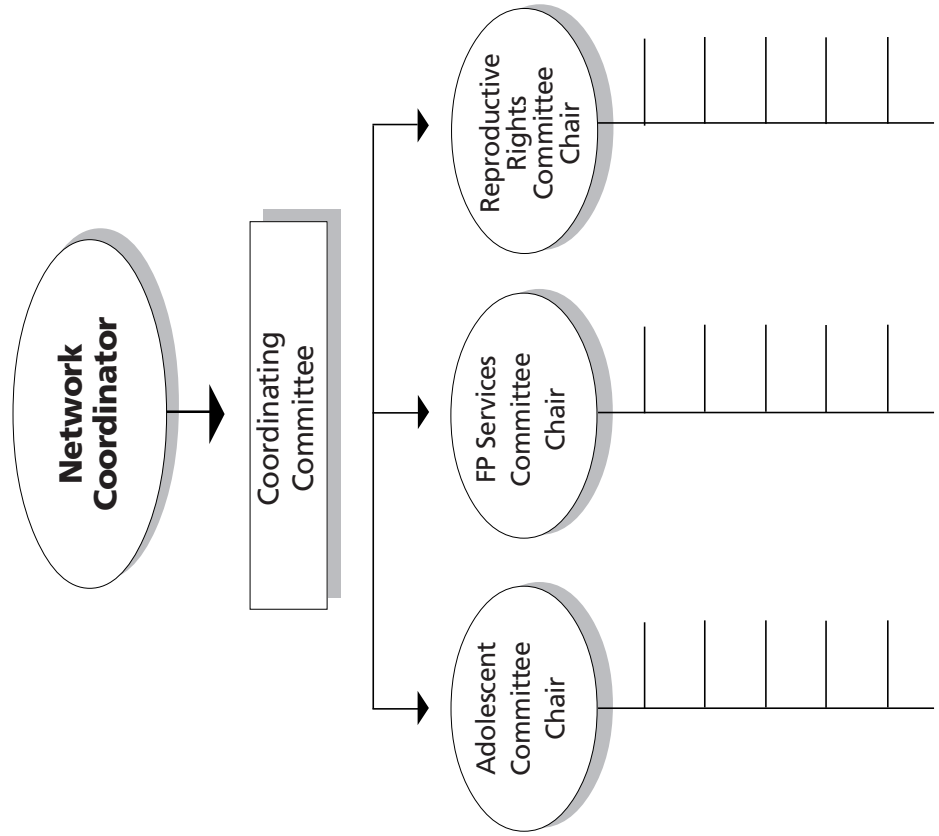 Network
Coordinator
Coordinating
Committee
Adolescent
Committee
Chair
FP Services
Committee
Chair
Reproductive
Rights
Committee
Chair